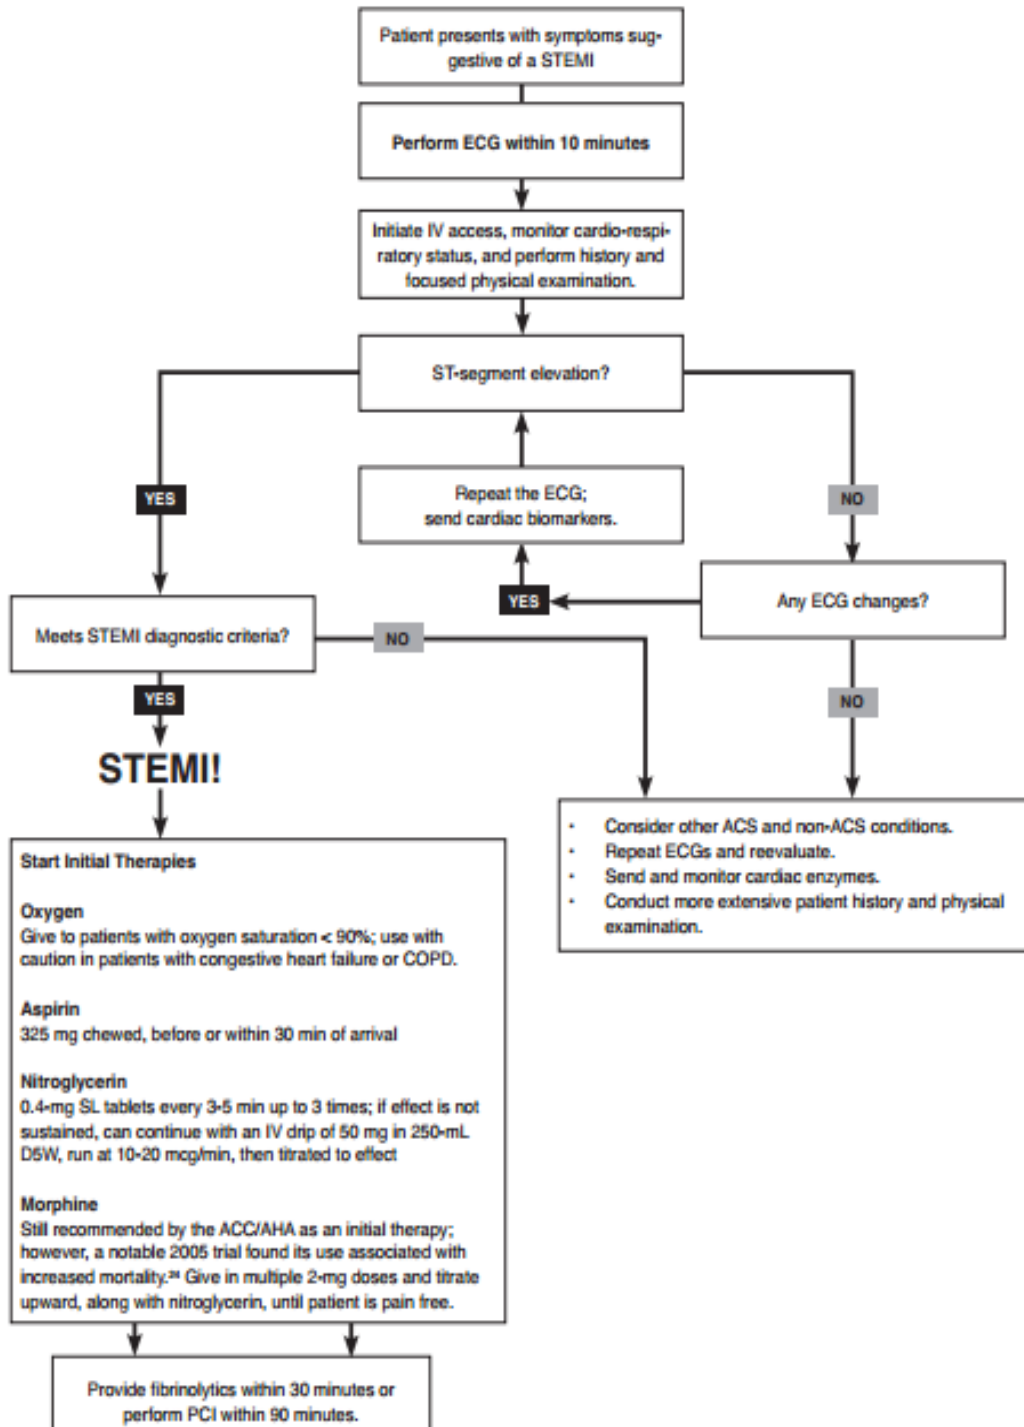 Patient presents with symptoms sug-
gestive of a STEMI
Perform ECG within 10 minutes
Initiate IV access, monitor cardio-respi-
ratory status, and perform history and
focused physical examination.
ST-segment elevation?
YES
Repeat the ECG;
send cardiac biomarkers.
NO
YES
Any ECG changes?
Meets STEMI diagnostic criteria?
NO
YES
NO
STEMI!
• Consider other ACS and non-ACS conditions.
• Repeat ECGs and reevaluate.
• Send and monitor cardiac enzymes.
• Conduct more extensive patient history and physical
examination.
Start Initial Therapies
Oxygen
Give to patients with oxygen saturation < 90%; use with
caution in patients with congestive heart failure or COPD.
Aspirin
325 mg chewed, before or within 30 min of arrival
Nitroglycerin
0.4-mg SL tablets every 3-5 min up to 3 times; if effect is not
sustained, can continue with an IV drip of 50 mg in 250-mL
D5W, run at 10-20 mcg/min, then titrated to effect
Morphine
Still recommended by the ACC/AHA as an initial therapy;
however, a notable 2005 trial found its use associated with
increased mortality.²⁴ Give in multiple 2-mg doses and titrate
upward, along with nitroglycerin, until patient is pain free.
Provide fibrinolytics within 30 minutes or
perform PCI within 90 minutes.